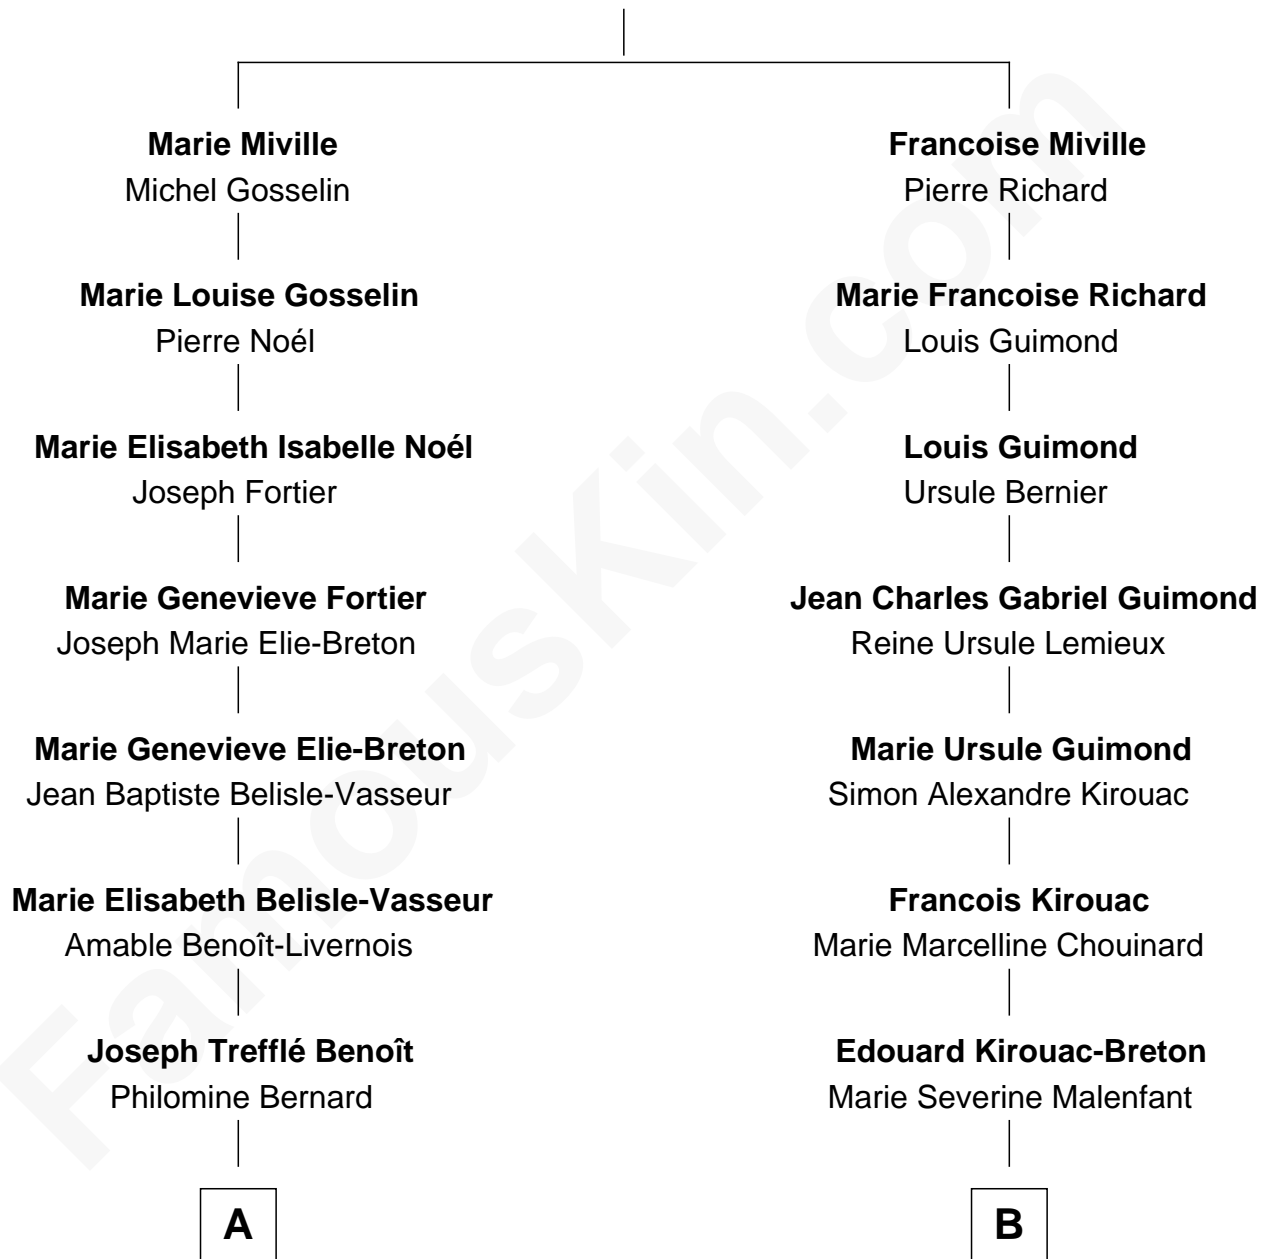 Marie Miville
Michel Gosselin
Marie Louise Gosselin
Pierre Noél
Marie Elisabeth Isabelle Noél
Joseph Fortier
Marie Genevieve Fortier
Joseph Marie Elie-Breton
Marie Genevieve Elie-Breton
Jean Baptiste Belisle-Vasseur
Marie Elisabeth Belisle-Vasseur
Amable Benoît-Livernois
Joseph Trefflé Benoît
Philomine Bernard
A
Francoise Miville
Pierre Richard
Marie Francoise Richard
Louis Guimond
Louis Guimond
Ursule Bernier
Jean Charles Gabriel Guimond
Reine Ursule Lemieux
Marie Ursule Guimond
Simon Alexandre Kirouac
Francois Kirouac
Marie Marcelline Chouinard
Edouard Kirouac-Breton
Marie Severine Malenfant
B
FamousKin.com